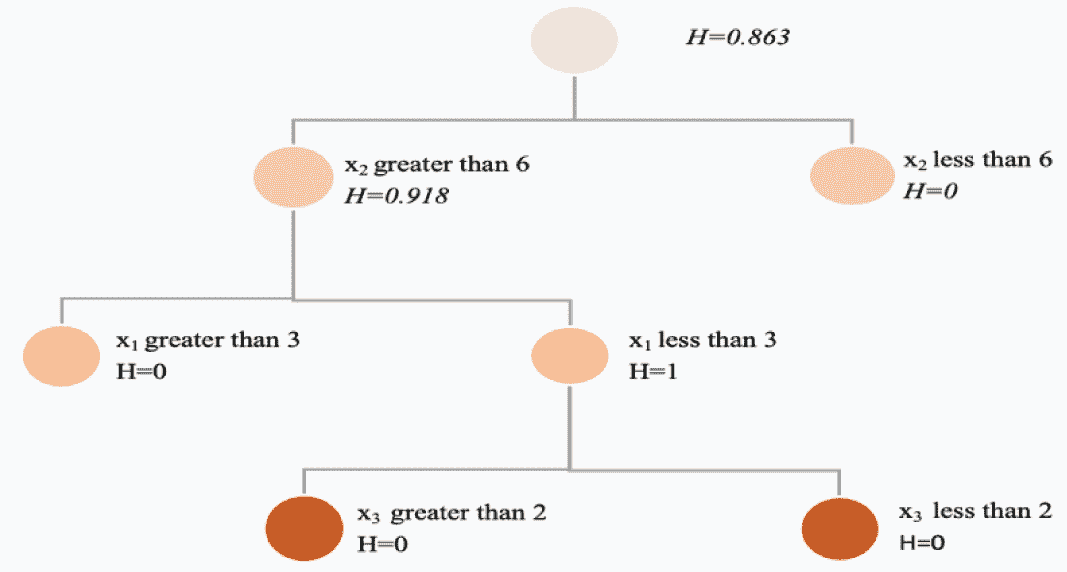 H=0.863
x₂ greater than 6
H=0.918
x₂ less than 6
H=0
x₁ greater than 3
H=0
x₁ less than 3
H=1
x₃ greater than 2
H=0
x₃ less than 2
H=0